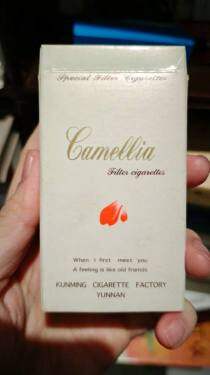 Special Filter Cigarettes
Camellia
Filter cigarettes
When I first meet you
A feeling is like old friends
KUNMING CIGARETTE FACTORY
YUNNAN